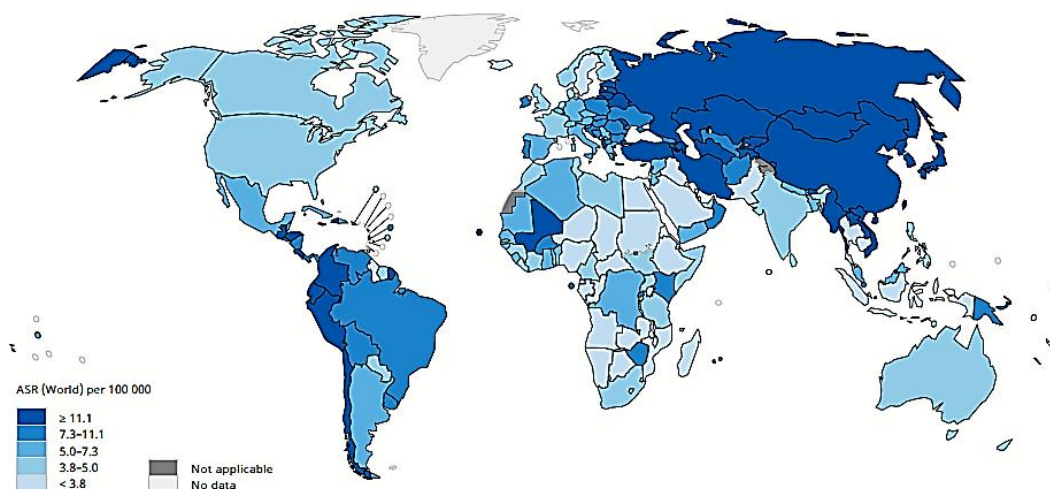 ASR (World) per 100 000
≥ 11.1
7.3–11.1
5.0–7.3
3.8–5.0
< 3.8
Not applicable
No data